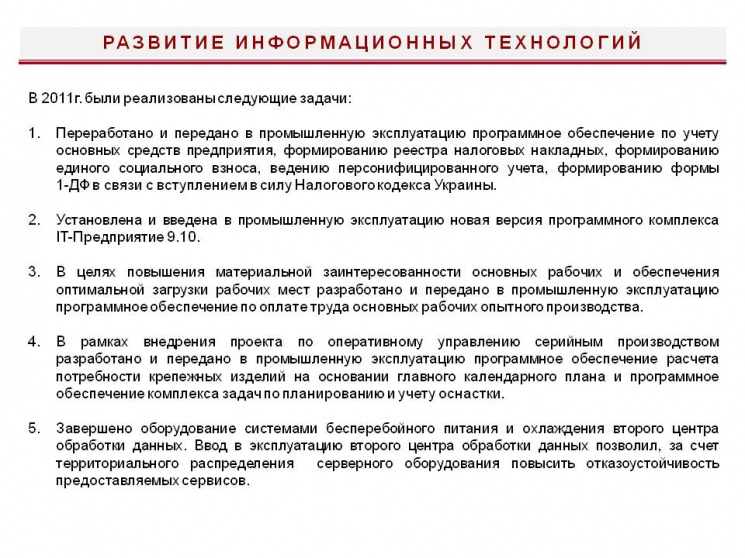 РАЗВИТИЕ ИНФОРМАЦИОННЫХ ТЕХНОЛОГИЙ
В 2011г. были реализованы следующие задачи:
1. Переработано и передано в промышленную эксплуатацию программное обеспечение по учету
основных средств предприятия, формированию реестра налоговых накладных, формированию
единого социального взноса, ведению персонифицированного учета, формированию формы
1-ДФ в связи с вступлением в силу Налогового кодекса Украины.
2. Установлена и введена в промышленную эксплуатацию новая версия программного комплекса
IT-Предприятие 9.10.
3. В целях повышения материальной заинтересованности основных рабочих и обеспечения
оптимальной загрузки рабочих мест разработано и передано в промышленную эксплуатацию
программное обеспечение по оплате труда основных рабочих опытного производства.
4. В рамках внедрения проекта по оперативному управлению серийным производством
разработано и передано в промышленную эксплуатацию программное обеспечение расчета
потребности крепежных изделий на основании главного календарного плана и программное
обеспечение комплекса задач по планированию и учету оснастки.
5. Завершено оборудование системами бесперебойного питания и охлаждения второго центра
обработки данных. Ввод в эксплуатацию второго центра обработки данных позволил, за счет
территориального распределения серверного оборудования повысить отказоустойчивость
предоставляемых сервисов.